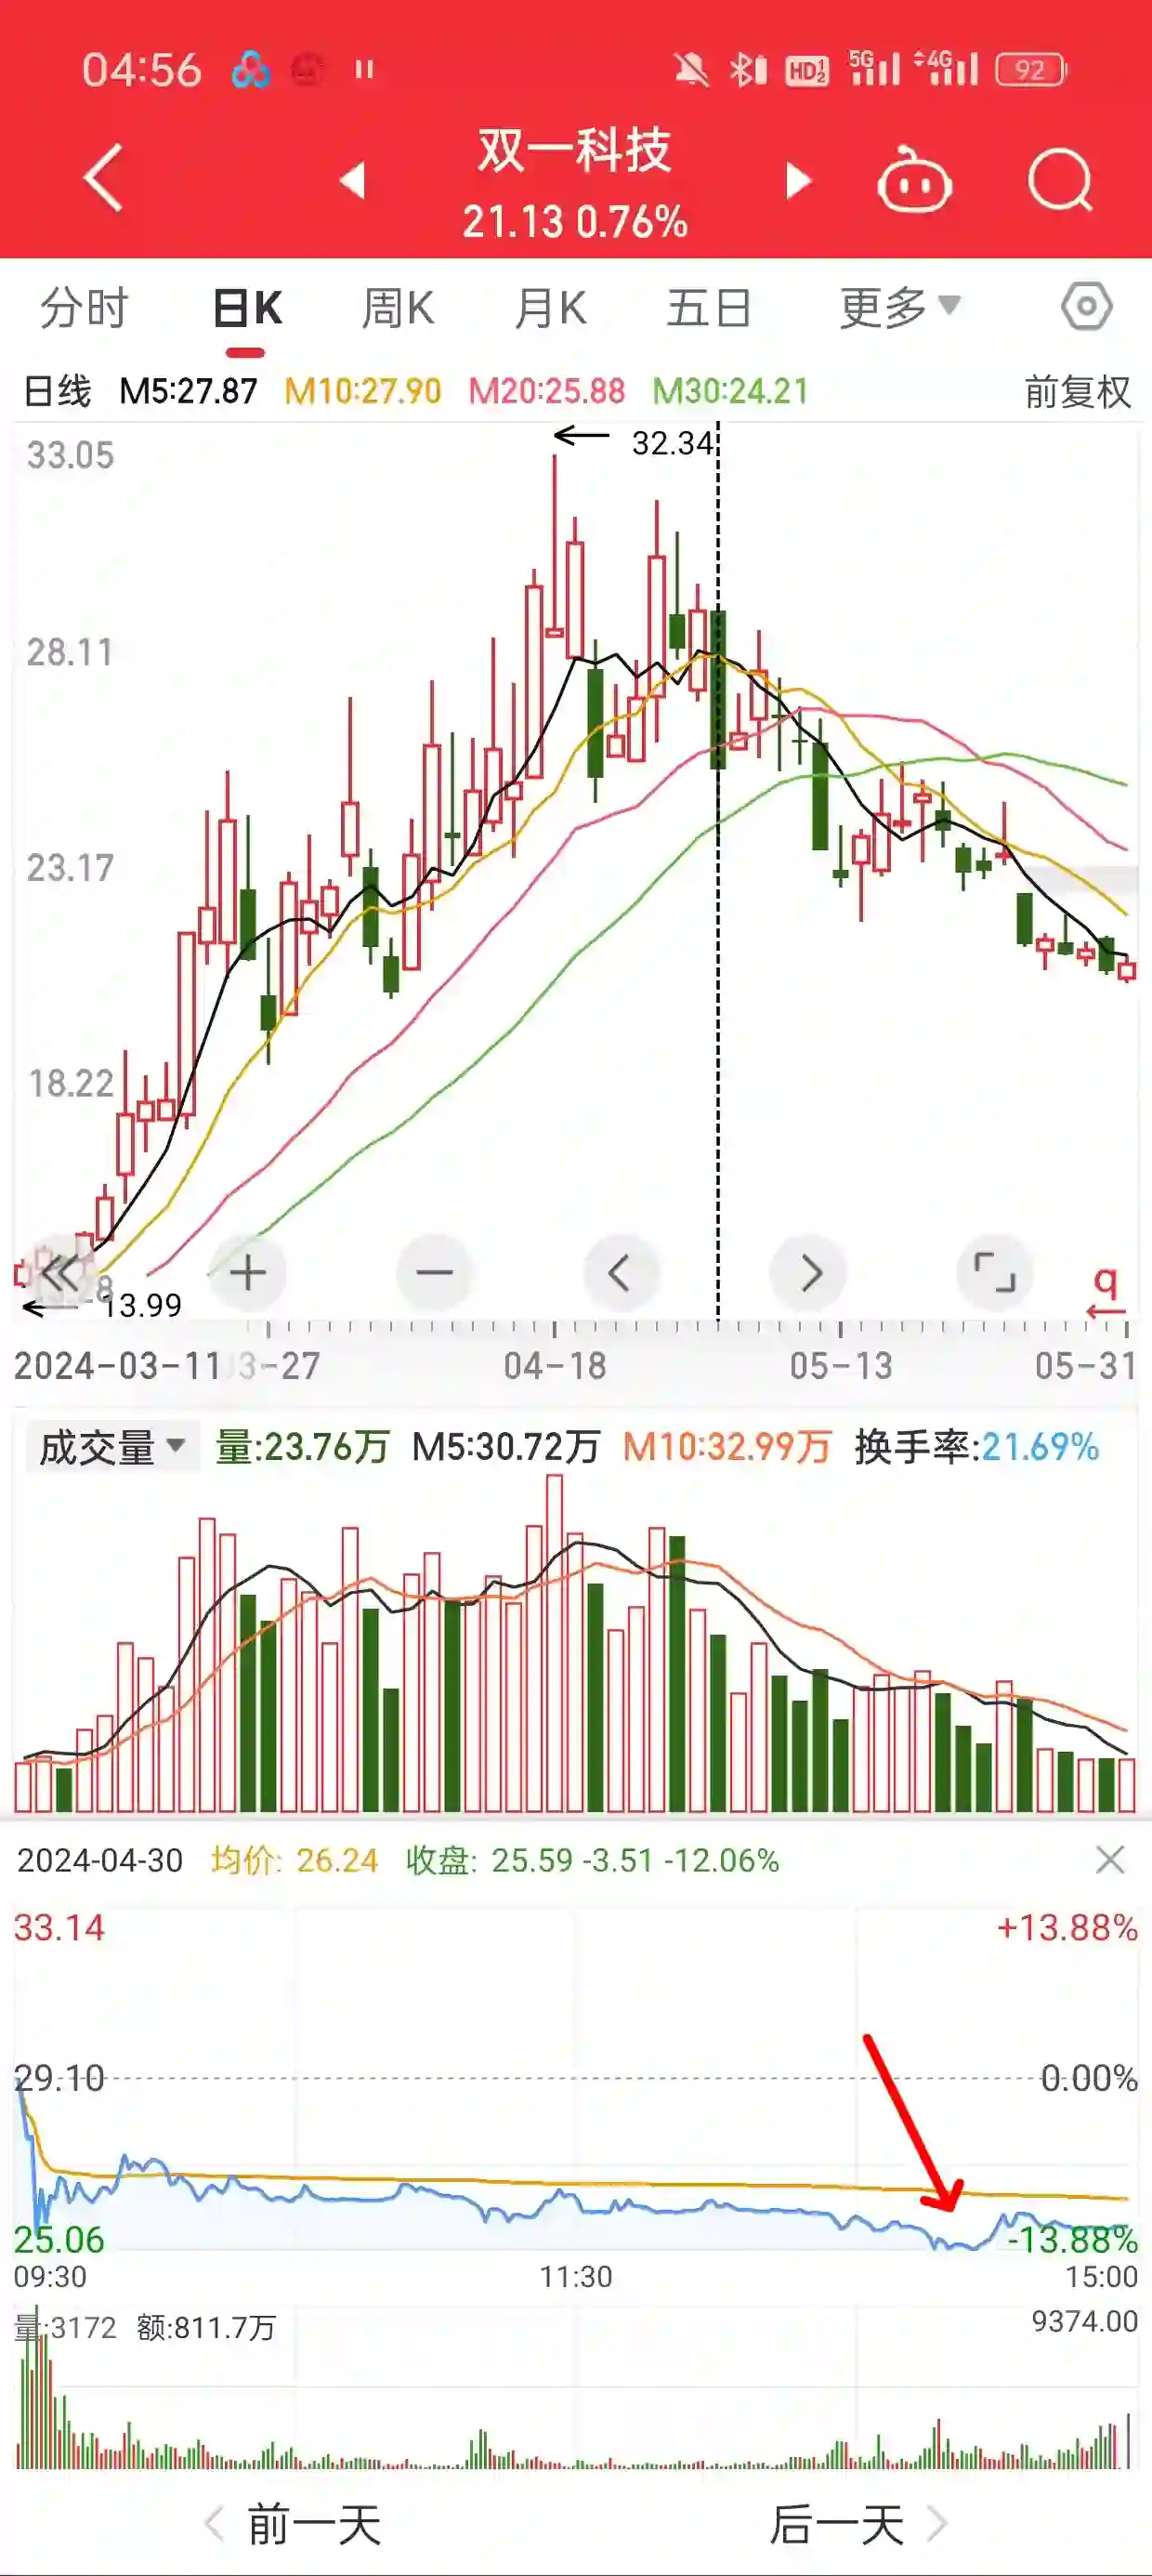 04:56 HD 1 2 5G 4G 92
双一科技
21.13 0.76%
分时 日K 周K 月K 五日 更多
日线 M5:27.87 M10:27.90 M20:25.88 M30:24.21 前复权
33.05
32.34
28.11
23.17
18.22
13.99
q
2024-03-11 3-27 04-18 05-13 05-31
成交量 量:23.76万 M5:30.72万 M10:32.99万 换手率:21.69%
2024-04-30 均价: 26.24 收盘: 25.59 -3.51 -12.06%
33.14 +13.88%
29.10 0.00%
25.06 -13.88%
09:30 11:30 15:00
量:3172 额:811.7万 9374.00
前一天 后一天